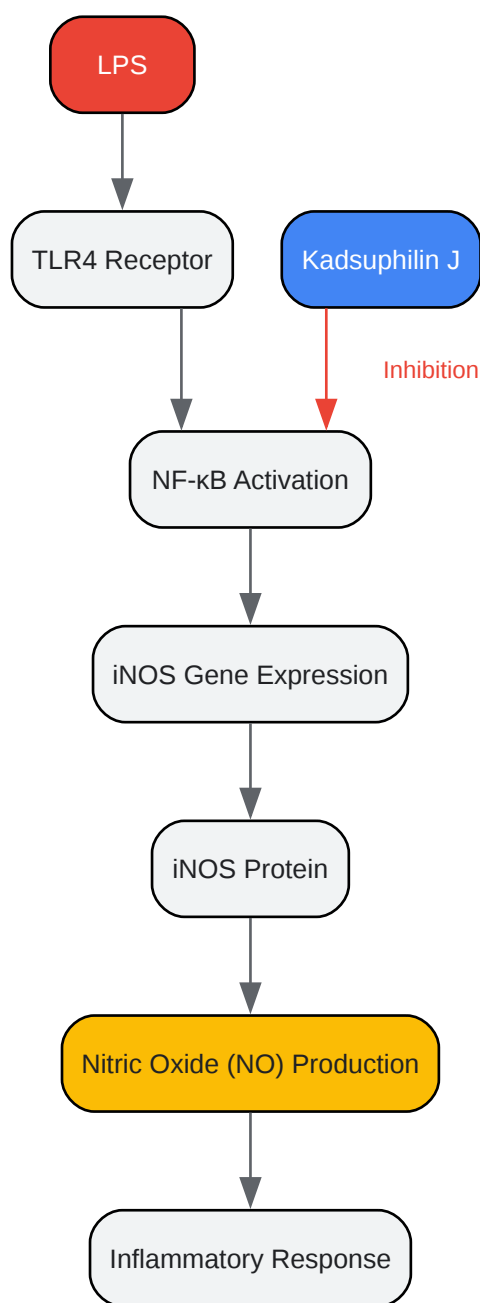 LPS
TLR4 Receptor
Kadsuphilin J
Inhibition
NF-κB Activation
iNOS Gene Expression
iNOS Protein
Nitric Oxide (NO) Production
Inflammatory Response